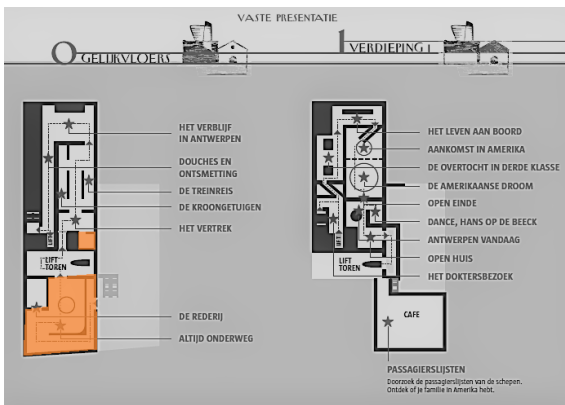 VASTE PRESENTATIE
0 GELIJKVLOERS
1 VERDIEPING 1
HET VERBLIJF
IN ANTWERPEN
DOUCHES EN
ONTSMETTING
DE TREINREIS
DE KROONGETUIGEN
HET VERTREK
LIFT
LIFT
TOREN
DE REDERIJ
ALTIJD ONDERWEG
HET LEVEN AAN BOORD
AANKOMST IN AMERIKA
DE OVERTOCHT IN DERDE KLASSE
DE AMERIKAANSE DROOM
OPEN EINDE
DANCE, HANS OP DE BEECK
ANTWERPEN VANDAAG
OPEN HUIS
HET DOKTERSBEZOEK
LIFT
LIFT
TOREN
CAFE
PASSAGIERSLIJSTEN
Doorzoek de passagierslijsten van de schepen.
Ontdek of je familie in Amerika hebt.